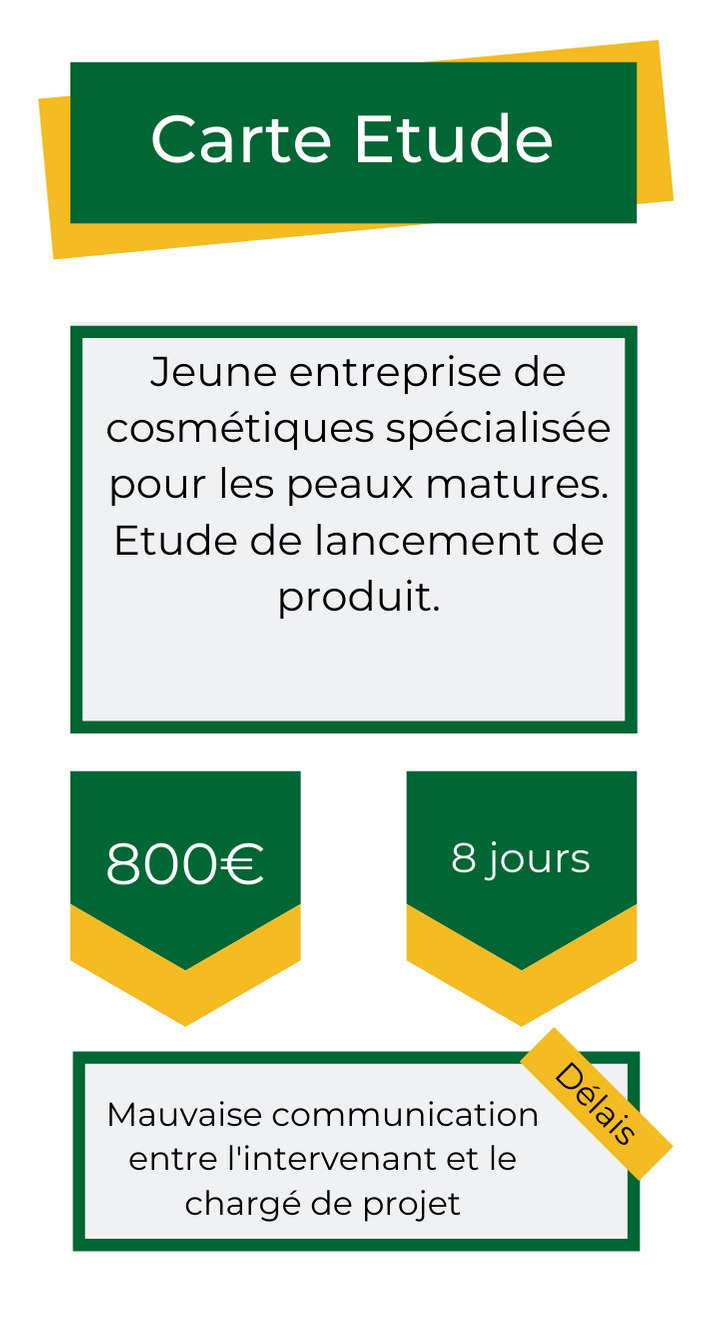 Carte Etude
Jeune entreprise de
cosmétiques spécialisée
pour les peaux matures.
Etude de lancement de
produit.
800€
8 jours
Délais
Mauvaise communication
entre l'intervenant et le
chargé de projet